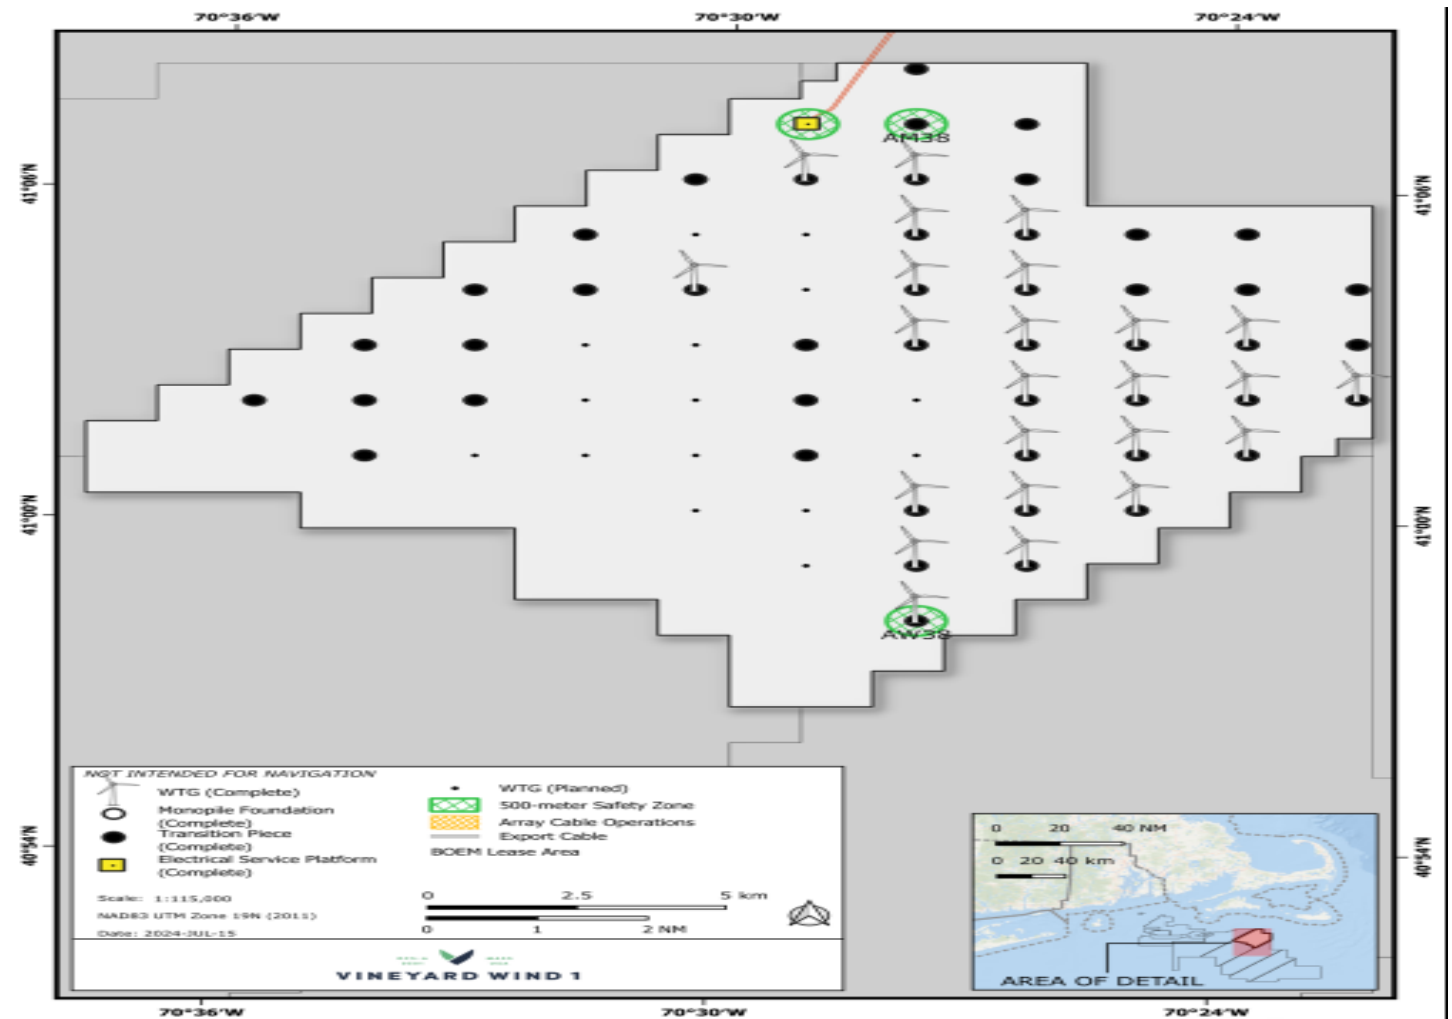 70°36'W 70°30'W 70°24'W
41°06'N 41°06'N
AM38
41°00'N 41°00'N
AW38
40°54'N 40°54'N
NOT INTENDED FOR NAVIGATION
WTG (Complete)
Monopile Foundation
(Complete)
Transition Piece
(Complete)
Electrical Service Platform
(Complete)
WTG (Planned)
500-meter Safety Zone
Array Cable Operations
Export Cable
BOEM Lease Area
Scale: 1:115,000
NAD83 UTM Zone 19N (2011)
Date: 2024-JUL-15
0 2.5 5 km
0 1 2 NM
VINEYARD WIND 1
0 20 40 NM
0 20 40 km
AREA OF DETAIL
70°36'W 70°30'W 70°24'W